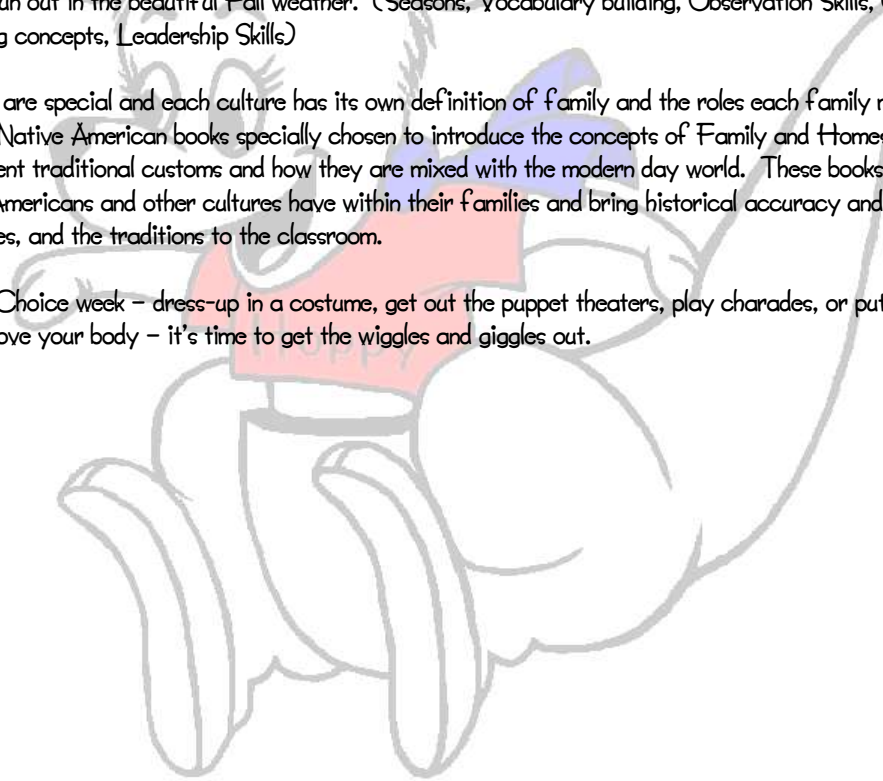 un out in the beautiful Fall weather. (Seasons, Vocabulary building, Observation Skills,
g concepts, Leadership Skills)
are special and each culture has its own definition of family and the roles each family
Native American books specially chosen to introduce the concepts of Family and Homes
ent traditional customs and how they are mixed with the modern day world. These books
Americans and other cultures have within their families and bring historical accuracy and
es, and the traditions to the classroom.
Choice week – dress-up in a costume, get out the puppet theaters, play charades, or put
ove your body – it's time to get the wiggles and giggles out.
Hoppy